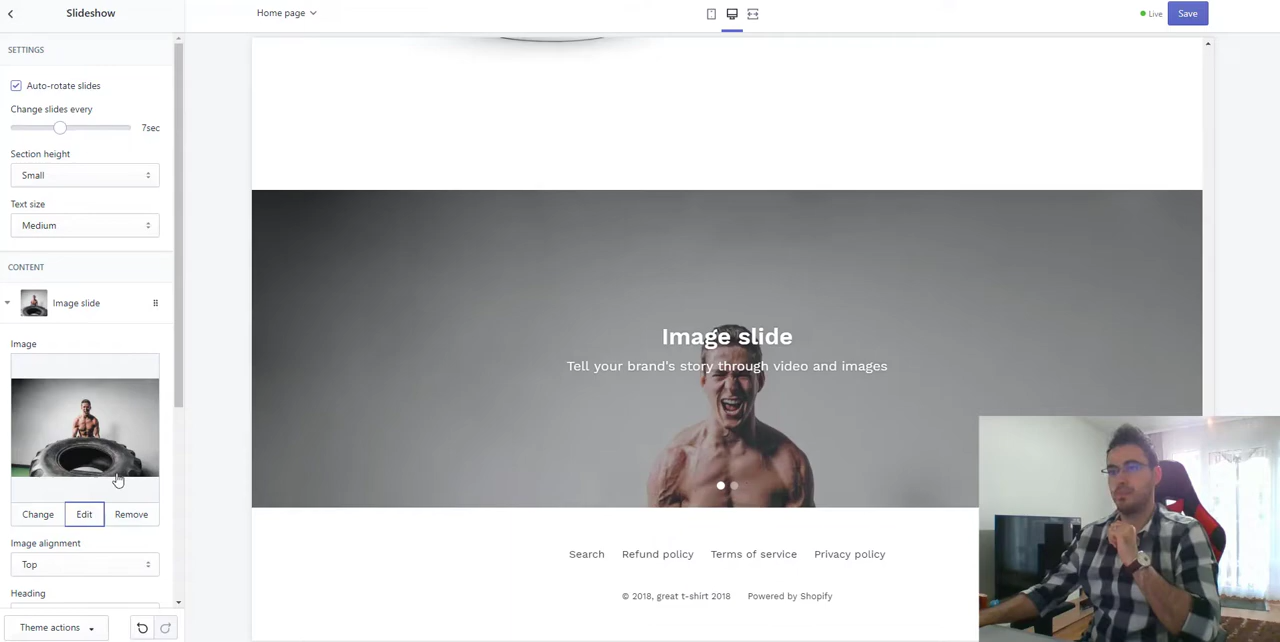 Slideshow
Home page
Live
Save
SETTINGS
Auto-rotate slides
Change slides every
7sec
Section height
Small
Text size
Medium
CONTENT
Image slide
Image
Change
Edit
Remove
Image alignment
Top
Heading
Theme actions
Image slide
Tell your brand's story through video and images
Search Refund policy Terms of service Privacy policy
© 2018, great t-shirt 2018 Powered by Shopify